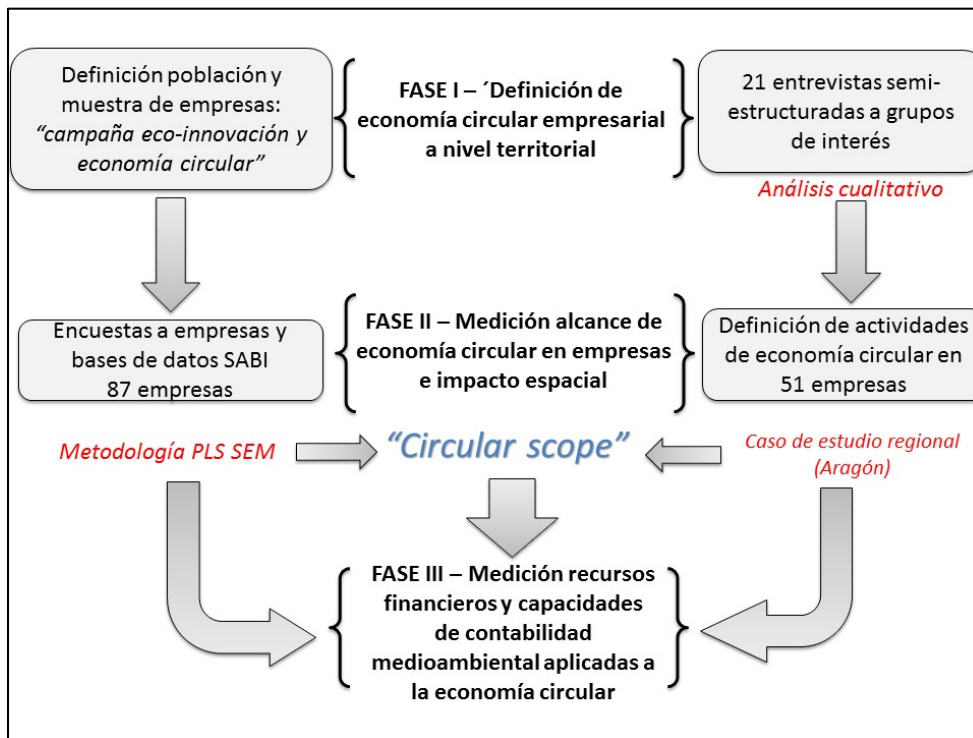 Definición población y
muestra de empresas:
“campaña eco-innovación y
economía circular”
FASE I – ´Definición de
economía circular empresarial
a nivel territorial
21 entrevistas semi-
estructuradas a grupos
de interés
Análisis cualitativo
Encuestas a empresas y
bases de datos SABI
87 empresas
FASE II – Medición alcance de
economía circular en empresas
e impacto espacial
Definición de actividades
de economía circular en
51 empresas
Metodología PLS SEM
“Circular scope”
Caso de estudio regional
(Aragón)
FASE III – Medición recursos
financieros y capacidades
de contabilidad
medioambiental aplicadas a
la economía circular